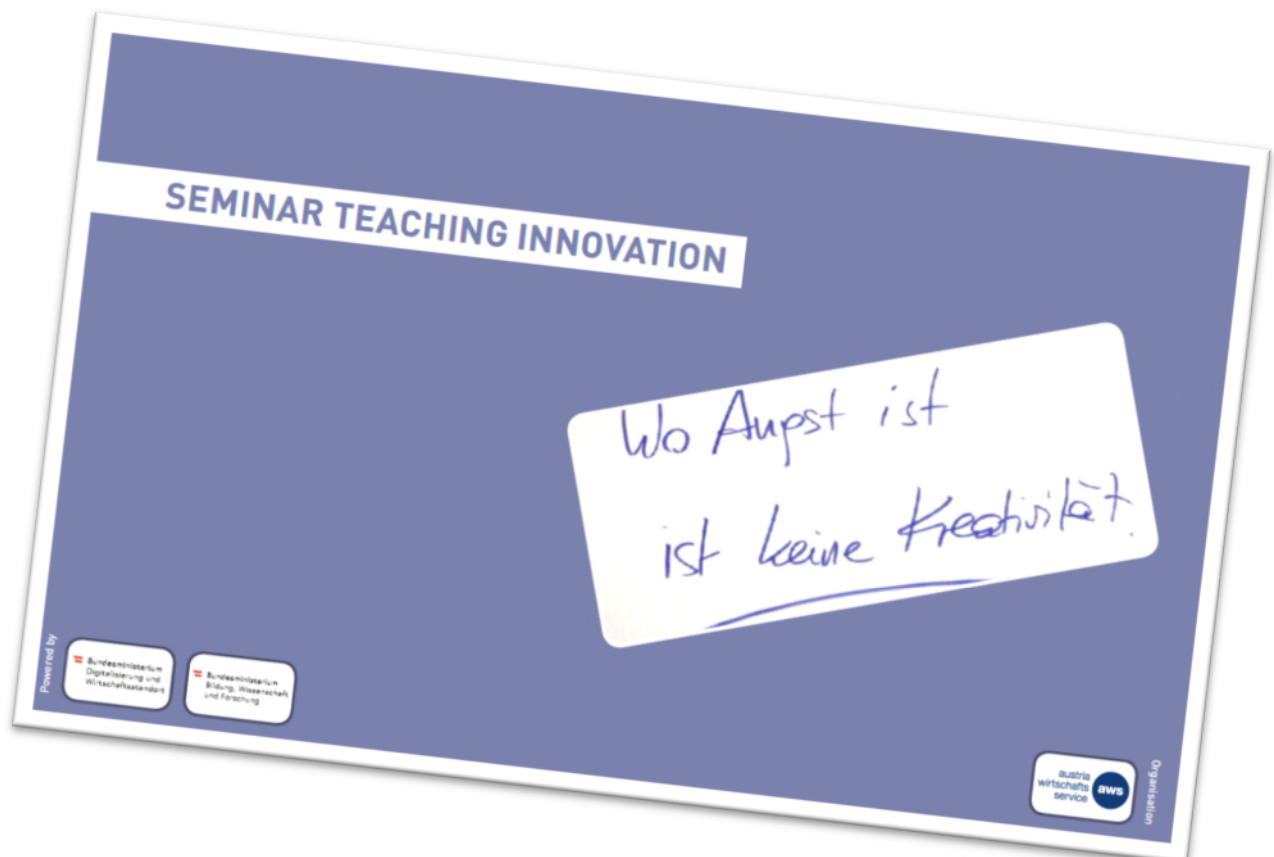 SEMINAR TEACHING INNOVATION
Wo Angst ist
ist keine Kreativität.
Powered by
Bundesministerium
Digitalisierung und
Wirtschaftsstandort
Bundesministerium
Bildung, Wissenschaft
und Forschung
austria
wirtschafts
service
aws
Organisation